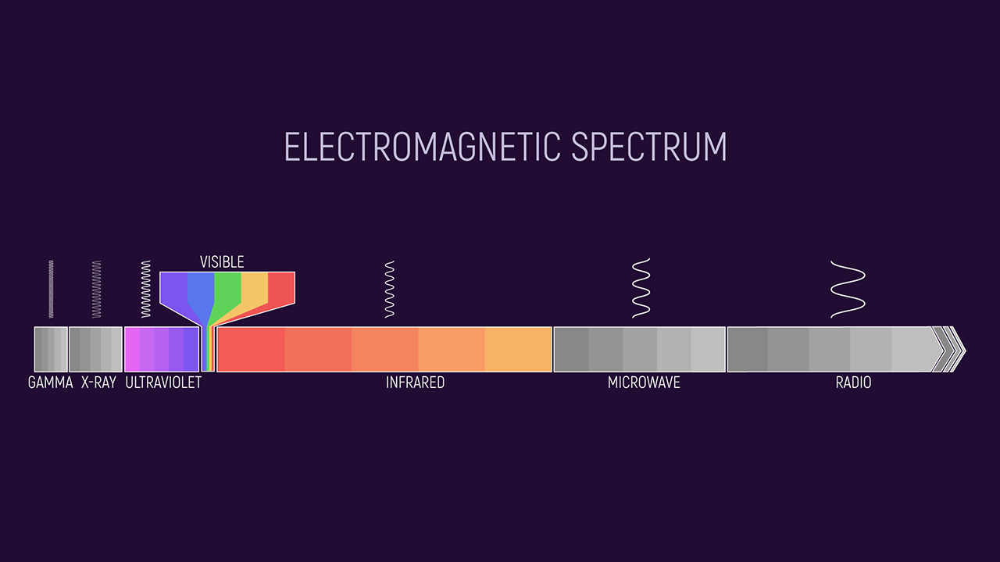 ELECTROMAGNETIC SPECTRUM
VISIBLE
GAMMA X-RAY ULTRAVIOLET INFRARED MICROWAVE RADIO